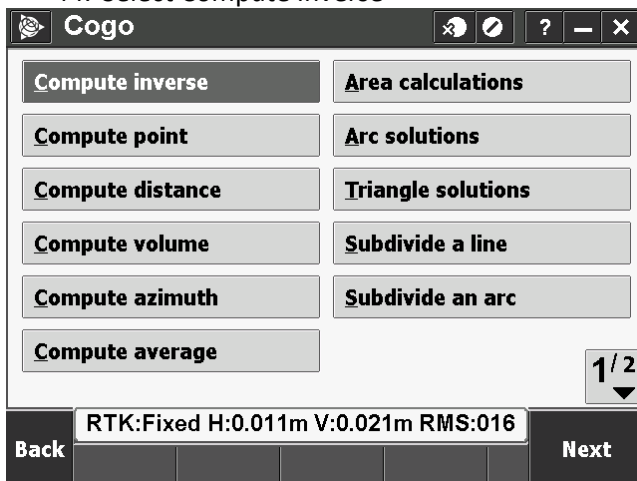 Cogo
? — X
Compute inverse
Compute point
Compute distance
Compute volume
Compute azimuth
Compute average
Area calculations
Arc solutions
Triangle solutions
Subdivide a line
Subdivide an arc
1/2
RTK:Fixed H:0.011m V:0.021m RMS:016
Back
Next